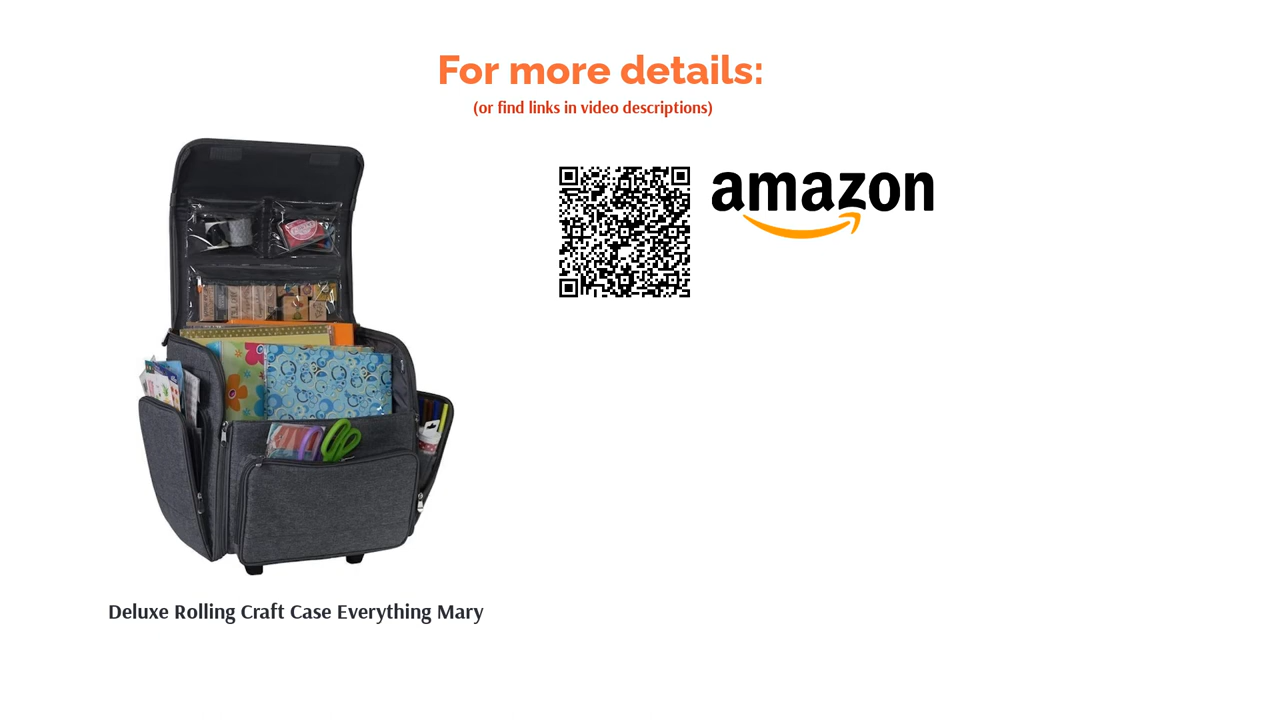 For more details:
(or find links in video descriptions)
amazon
Deluxe Rolling Craft Case Everything Mary